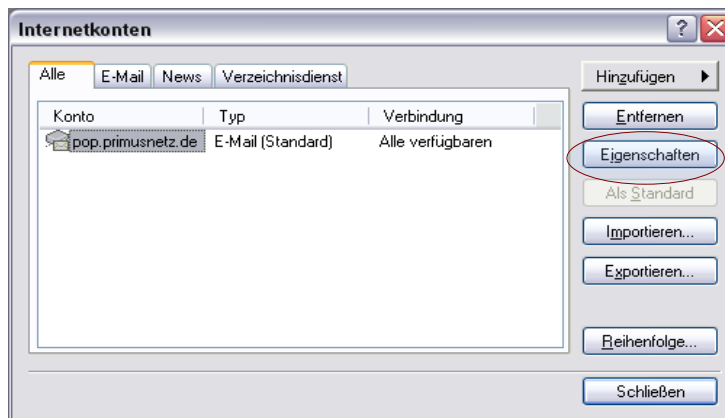 Internetkonten
Alle E-Mail News Verzeichnisdienst
Hinzufügen
Konto Typ Verbindung
pop.primusnetz.de E-Mail (Standard) Alle verfügbaren
Entfernen
Eigenschaften
Als Standard
Importieren...
Exportieren...
Reihenfolge...
Schließen